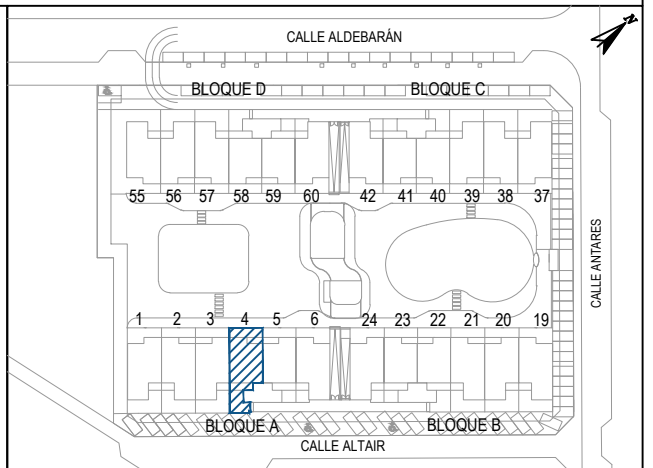 CALLE ALDEBARÁN
N
BLOQUE D BLOQUE C
55 56 57 58 59 60 42 41 40 39 38 37
CALLE ANTARES
1 2 3 4 5 6 24 23 22 21 20 19
BLOQUE A BLOQUE B
CALLE ALTAIR